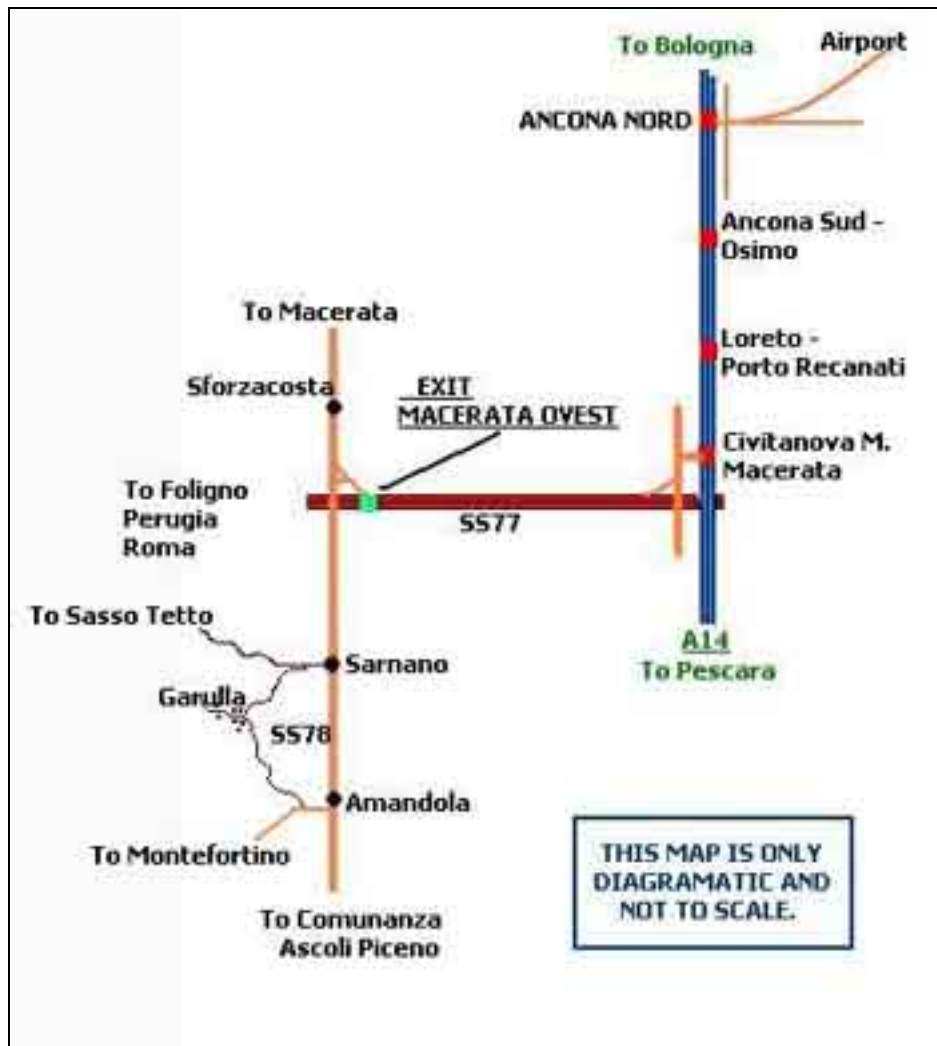 To Bologna
Airport
ANCONA NORD
Ancona Sud -
Osimo
To Macerata
Loreto -
Porto Recanati
Sforzacosta
EXIT
MACERATA OVEST
Civitanova M.
Macerata
To Foligno
Perugia
Roma
SS77
To Sasso Tetto
Sarnano
A14
To Pescara
Garulla
SS78
Amandola
To Montefortino
THIS MAP IS ONLY
DIAGRAMATIC AND
NOT TO SCALE.
To Comunanza
Ascoli Piceno